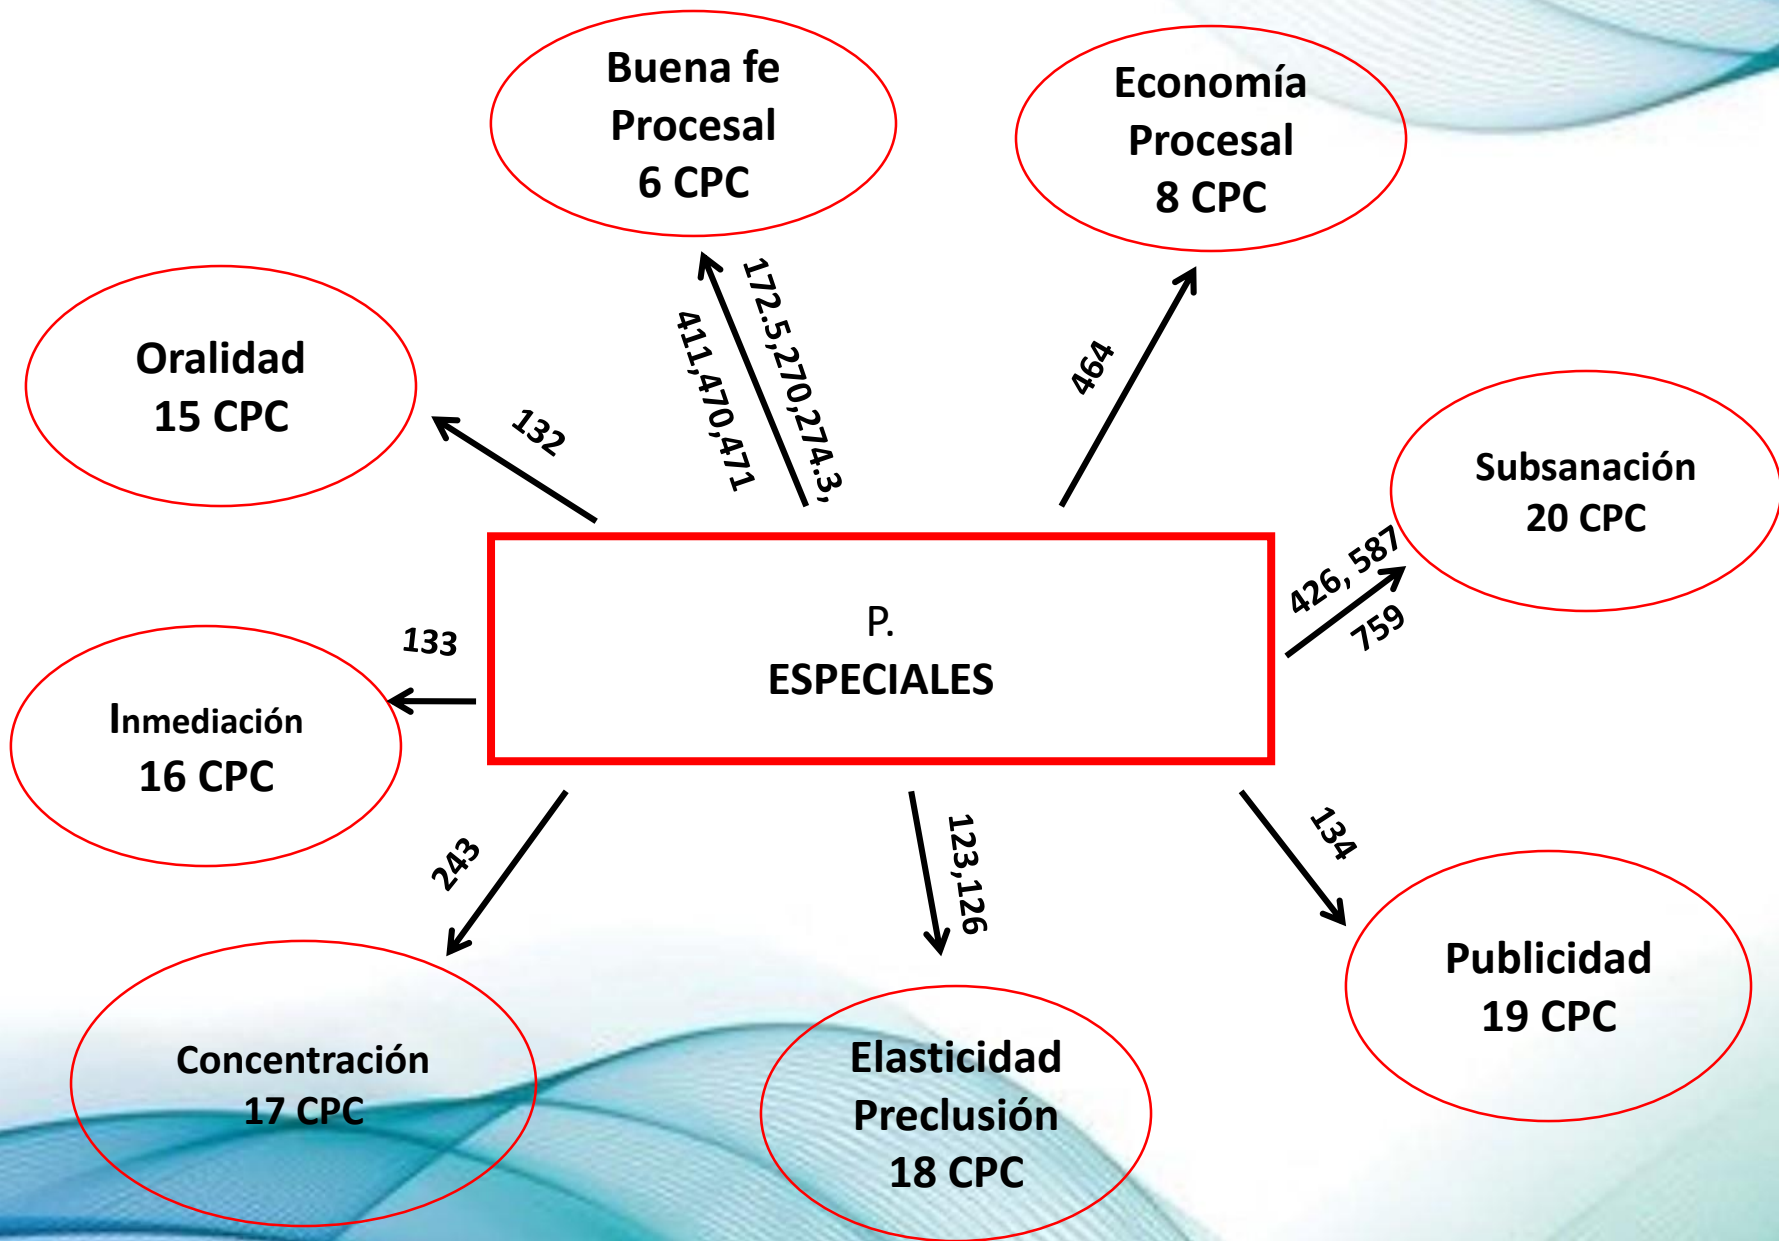 Buena fe
Procesal
6 CPC
Economía
Procesal
8 CPC
Oralidad
15 CPC
132
172.5,270,274.3,
411,470,471
464
Subsanación
20 CPC
426, 587
759
P.
ESPECIALES
133
Inmediación
16 CPC
243
123,126
134
Concentración
17 CPC
Elasticidad
Preclusión
18 CPC
Publicidad
19 CPC